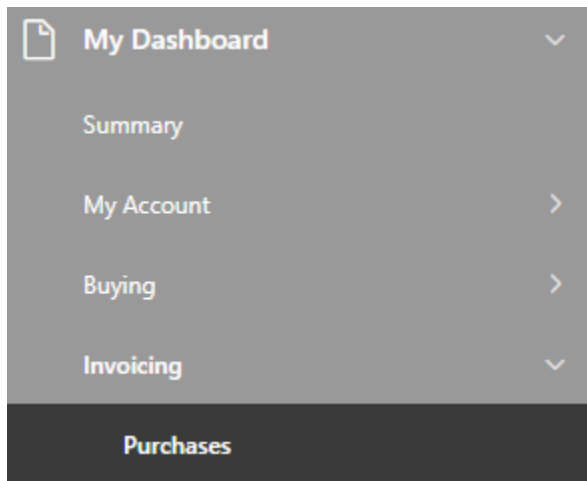 My Dashboard
Summary
My Account
Buying
Invoicing
Purchases